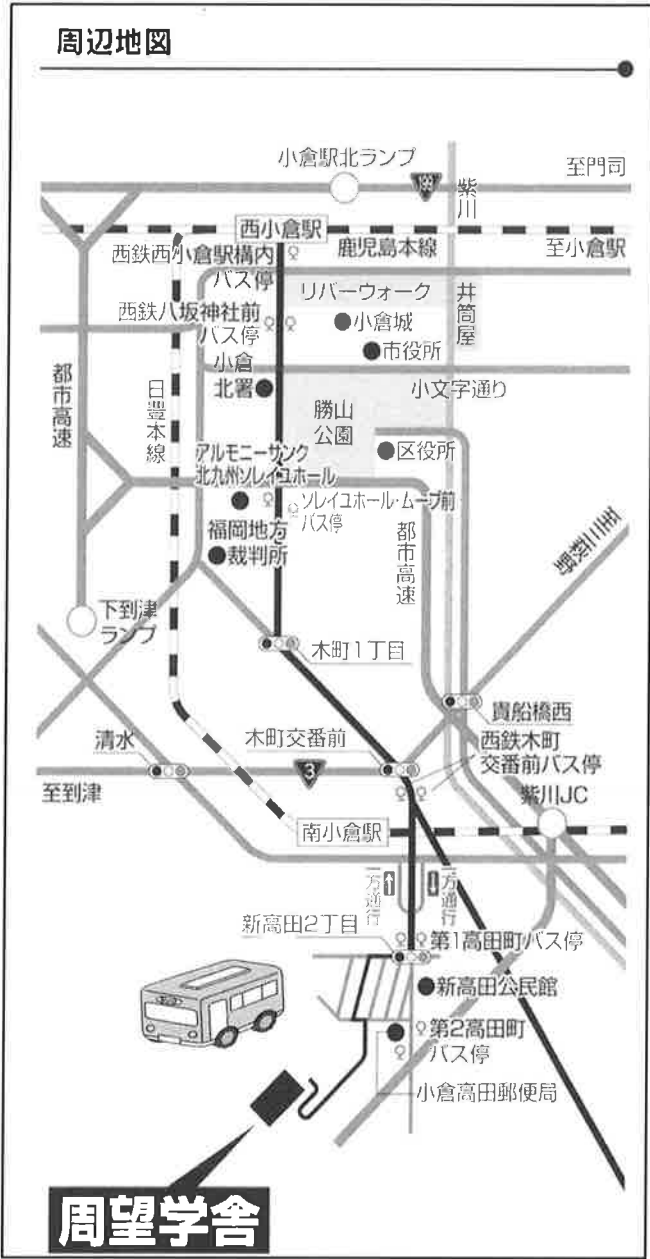 周辺地図
小倉駅北ランプ
199
紫川
至門司
西小倉駅
鹿児島本線
至小倉駅
西鉄西小倉駅構内
バス停
リバーウォーク
井筒屋
西鉄八坂神社前
バス停
小倉城
市役所
小倉
北署
小文字通り
都市高速
日豊本線
勝山
公園
区役所
アルモニーサンク
北九州ソレイユホール
ソレイユホール・ムーブ前
バス停
都市高速
福岡地方
裁判所
至三萩野
下到津
ランプ
木町1丁目
貴船橋西
清水
木町交番前
西鉄木町
交番前バス停
3
至到津
紫川JC
南小倉駅
一方通行
一方通行
新高田2丁目
第1高田町バス停
新高田公民館
第2高田町
バス停
小倉高田郵便局
周望学舎